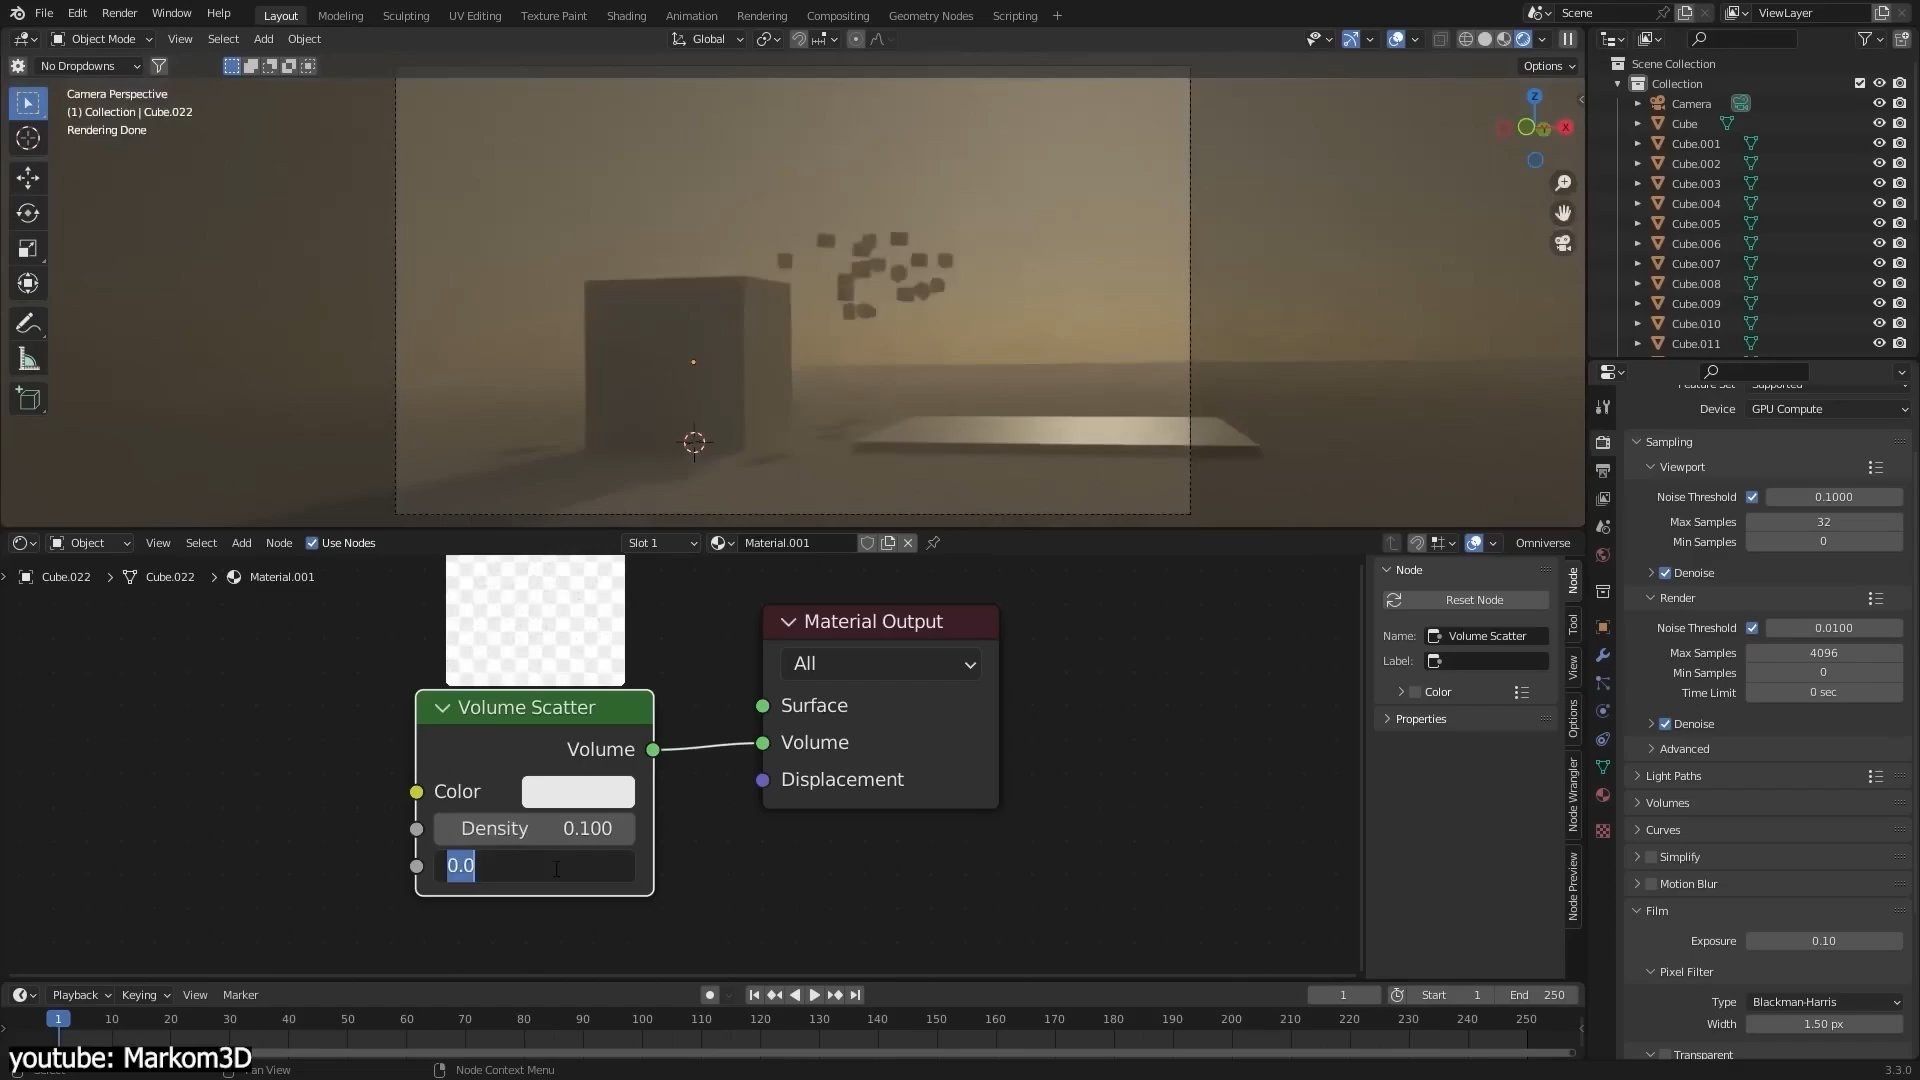 File Edit Render Window Help Layout Modeling Sculpting UV Editing Texture Paint Shading Animation Rendering Compositing Geometry Nodes Scripting + Scene ViewLayer
Object Mode View Select Add Object Global
No Dropdowns Options
Camera Perspective
(1) Collection | Cube.022
Rendering Done
Z
X
Scene Collection
Collection
Camera
Cube
Cube.001
Cube.002
Cube.003
Cube.004
Cube.005
Cube.006
Cube.007
Cube.008
Cube.009
Cube.010
Cube.011
Feature Set Supported
Device GPU Compute
Sampling
Viewport
Noise Threshold 0.1000
Max Samples 32
Min Samples 0
Denoise
Render
Noise Threshold 0.0100
Max Samples 4096
Min Samples 0
Time Limit 0 sec
Denoise
Advanced
Light Paths
Volumes
Curves
Simplify
Motion Blur
Film
Exposure 0.10
Pixel Filter
Type Blackman-Harris
Width 1.50 px
Transparent
Object View Select Add Node Use Nodes Slot 1 Material.001 Omniverse
Cube.022 > Cube.022 > Material.001
Volume Scatter
Volume
Color
Density 0.100
0.0
Material Output
All
Surface
Volume
Displacement
Node
Reset Node
Name: Volume Scatter
Label:
Color
Properties
Node
Tool
View
Options
Node Wrangler
Node Preview
Playback Keying View Marker 1 Start 1 End 250
1 10 20 30 40 50 60 70 80 90 100 110 120 130 140 150 160 170 180 190 200 210 220 230 240 250
youtube: Markom3D
Pan View Node Context Menu 3.3.0